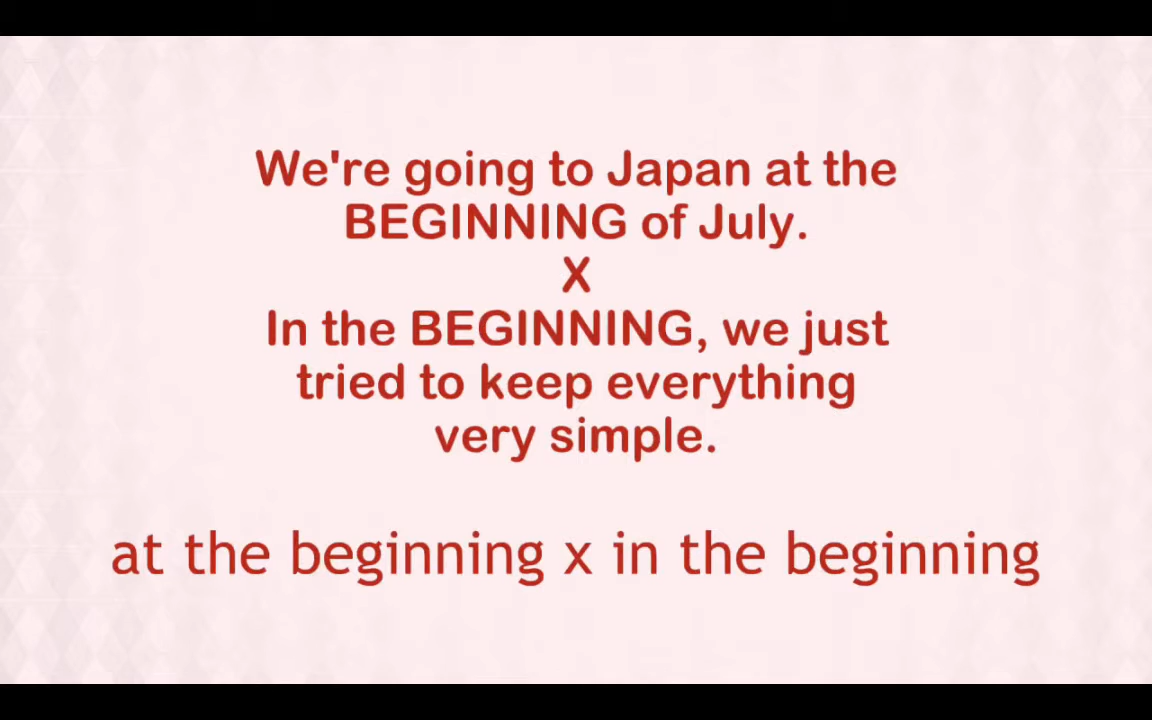 We're going to Japan at the
BEGINNING of July.
X
In the BEGINNING, we just
tried to keep everything
very simple.
at the beginning x in the beginning